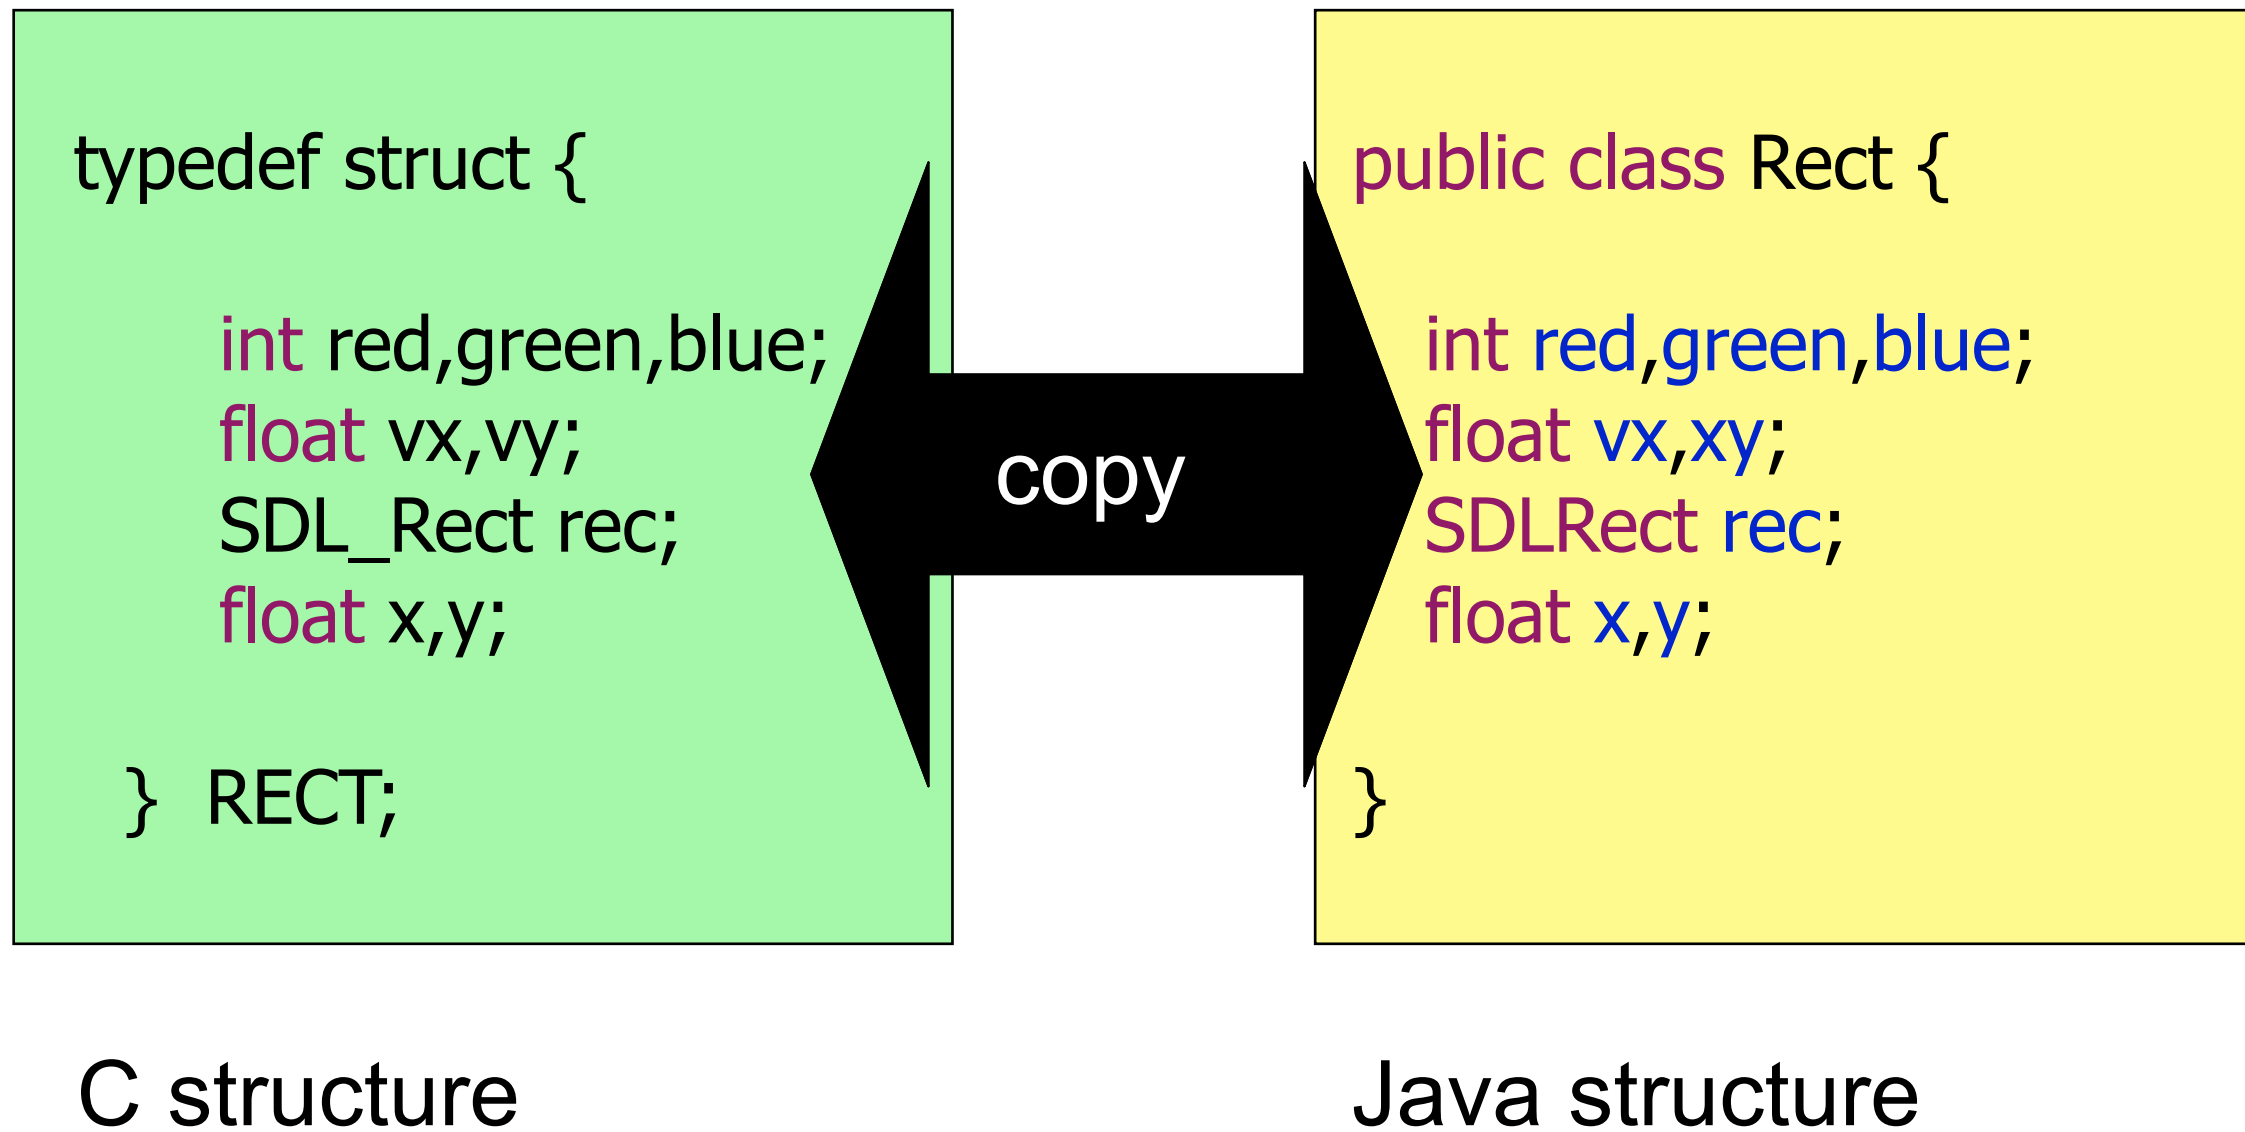 typedef struct {
int red,green,blue;
float vx,vy;
SDL_Rect rec;
float x,y;
} RECT;
copy
public class Rect {
int red,green,blue;
float vx,xy;
SDLRect rec;
float x,y;
}
C structure
Java structure